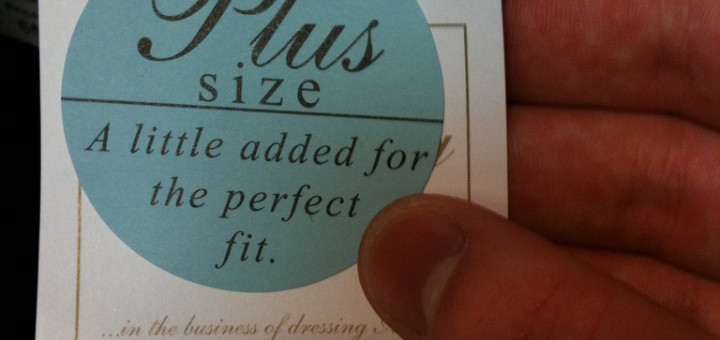 Plus
size
A little added for
the perfect
fit.
...in the business of dressing